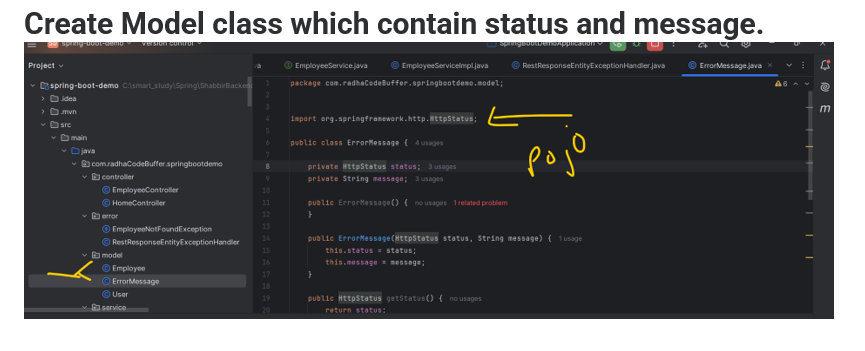 Create Model class which contain status and message.
spring-boot-demo Version control SpringBootDemoApplication
Project
EmployeeService.java EmployeeServiceImpl.java RestResponseEntityExceptionHandler.java ErrorMessage.java
spring-boot-demo C:\smart_study\Spring\ShabbirBacken
.idea
.mvn
src
main
java
com.radhaCodeBuffer.springbootdemo
controller
EmployeeController
HomeController
error
EmployeeNotFoundException
RestResponseEntityExceptionHandler
model
Employee
ErrorMessage
User
service
1 package com.radhaCodeBuffer.springbootdemo.model;
6
4 import org.springframework.http.HttpStatus;
6 public class ErrorMessage { 4 usages
8 private HttpStatus status; 3 usages
9 private String message; 3 usages
10
11 public ErrorMessage() { no usages 1 related problem
12 }
13
14 public ErrorMessage(HttpStatus status, String message) { 1 usage
15 this.status = status;
16 this.message = message;
17 }
18
19 public HttpStatus getStatus() { no usages
20 return status;
pojo
m